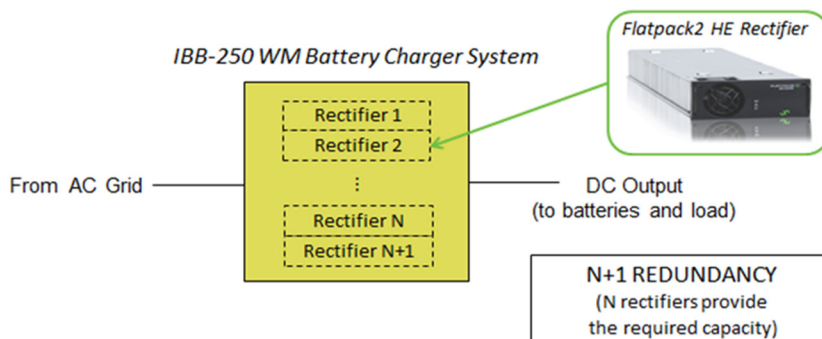 Flatpack2 HE Rectifier
IBB-250 WM Battery Charger System
Rectifier 1
Rectifier 2
⋮
From AC Grid
DC Output
(to batteries and load)
Rectifier N
Rectifier N+1
N+1 REDUNDANCY
(N rectifiers provide
the required capacity)